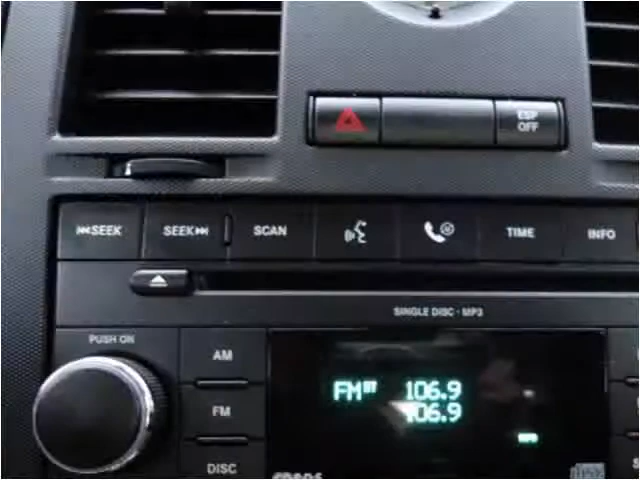 ESP
OFF
SEEK SEEK SCAN TIME INFO
SINGLE DISC · MP3
PUSH ON
AM
FM 106.9
FM 106.9
DISC